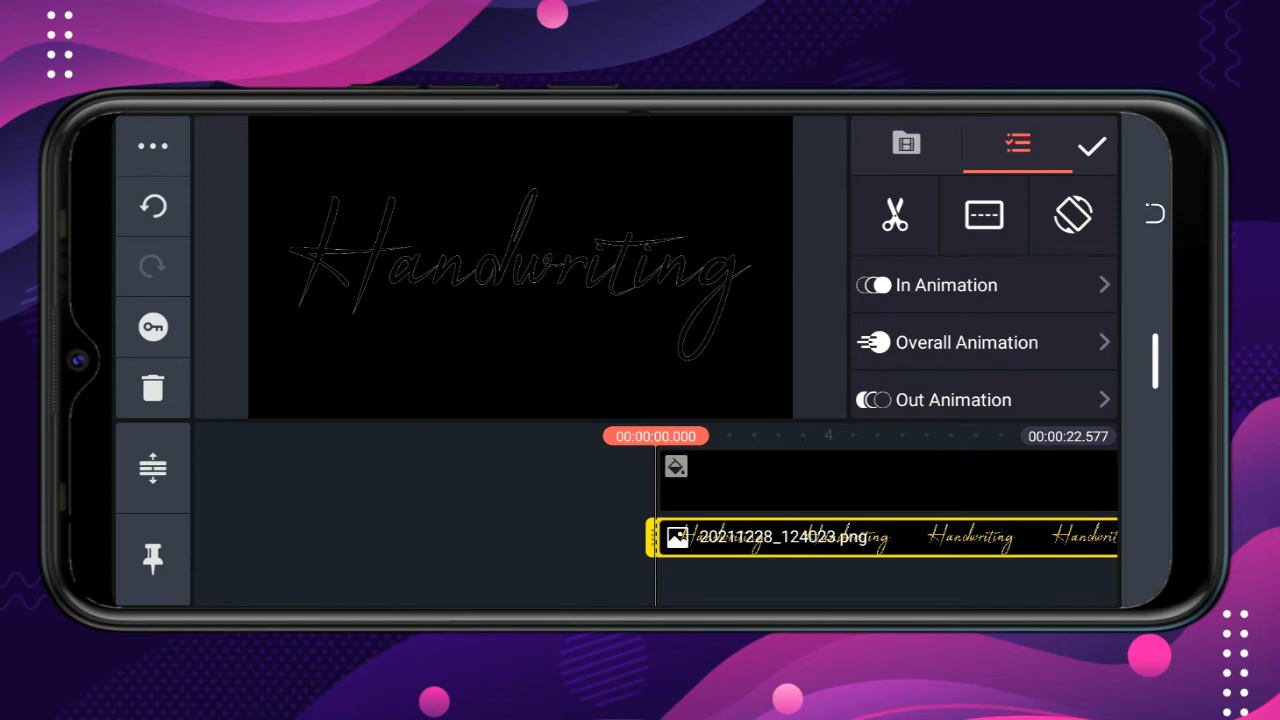 Handwriting
In Animation
Overall Animation
Out Animation
00:00:00.000
4
00:00:22.577
20211228_124023.png
Handwriting Handwriting Handwriting Handwrit